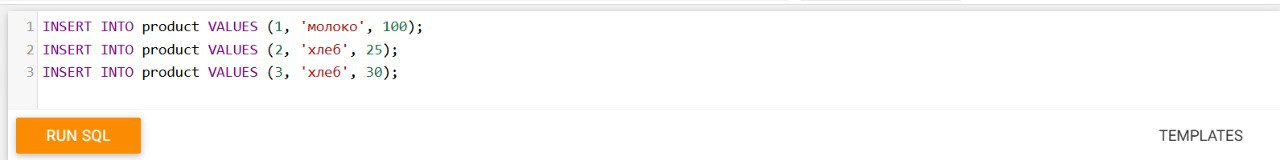 1 INSERT INTO product VALUES (1, 'молоко', 100);
2 INSERT INTO product VALUES (2, 'хлеб', 25);
3 INSERT INTO product VALUES (3, 'хлеб', 30);
RUN SQL TEMPLATES